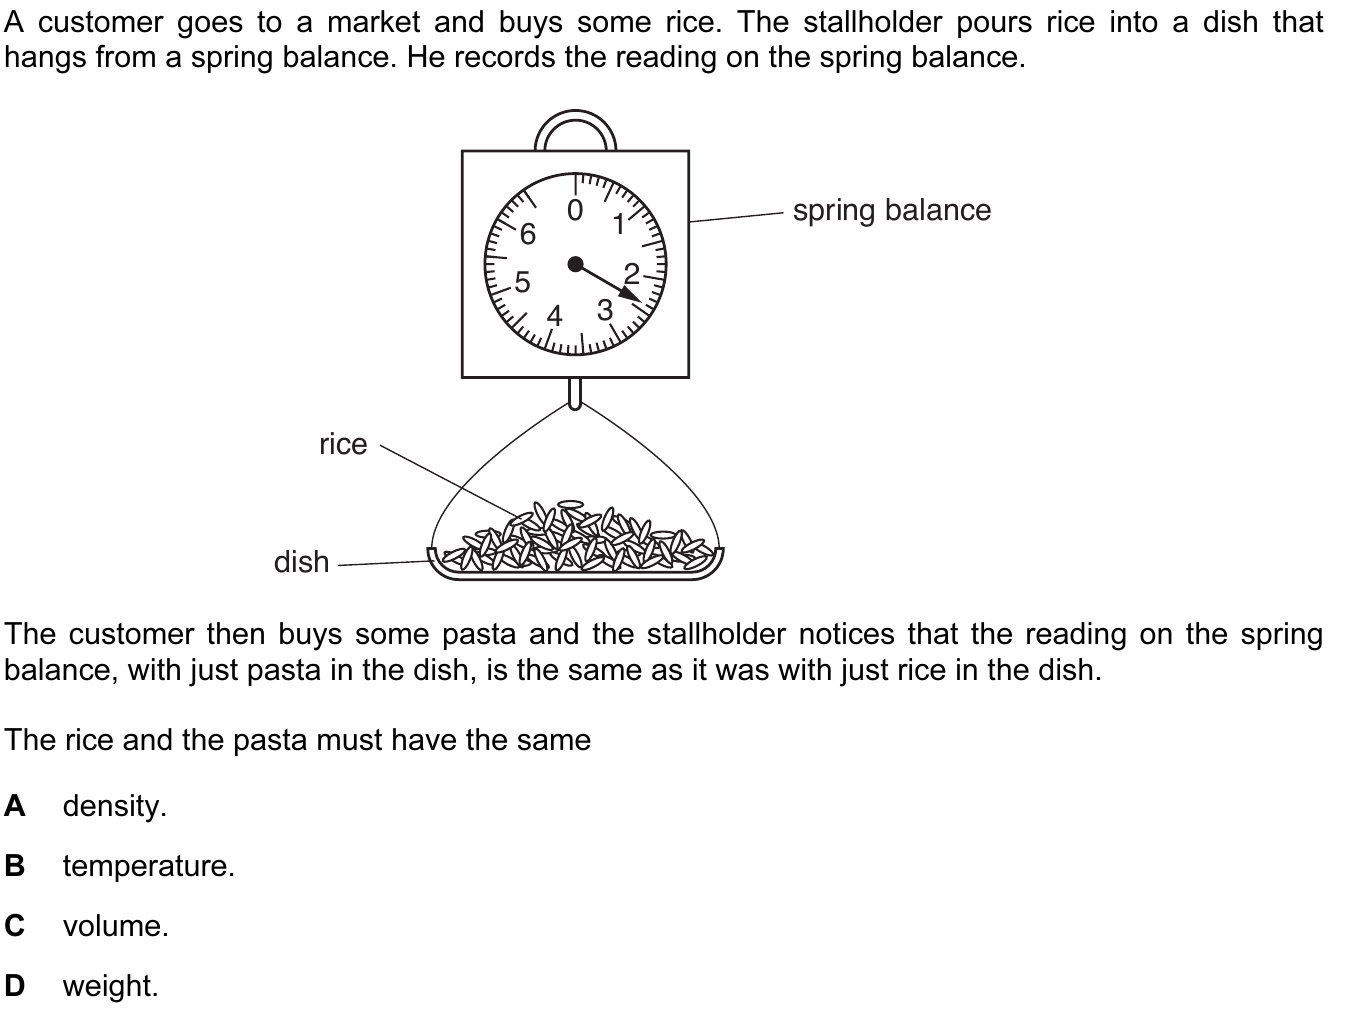 A customer goes to a market and buys some rice. The stallholder pours rice into a dish that
hangs from a spring balance. He records the reading on the spring balance.
0
1
2
3
4
5
6
spring balance
rice
dish
The customer then buys some pasta and the stallholder notices that the reading on the spring
balance, with just pasta in the dish, is the same as it was with just rice in the dish.
The rice and the pasta must have the same
A density.
B temperature.
C volume.
D weight.